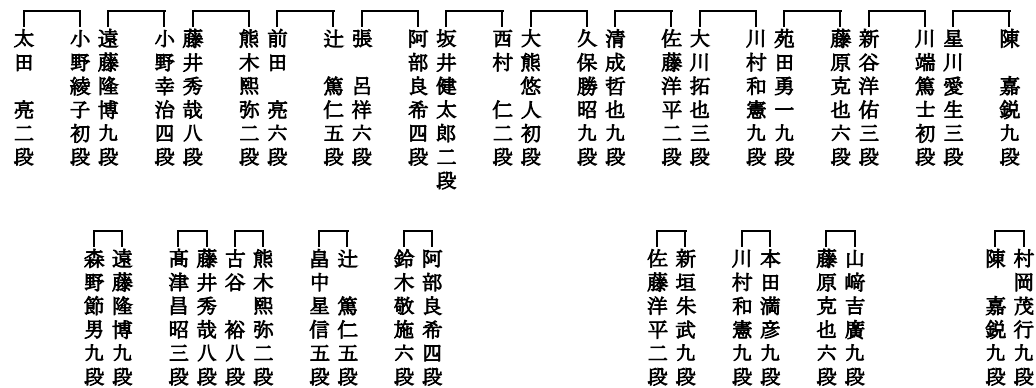 陳　嘉鋭九段
星川愛生三段
川端篤士初段
新谷洋佑三段
藤原克也六段
苑田勇一九段
川村和憲九段
大川拓也三段
佐藤洋平二段
清成哲也九段
久保勝昭九段
大熊悠人初段
西村　仁二段
坂井健太郎二段
阿部良希四段
張　呂祥六段
辻　篤仁五段
前田　亮六段
熊木熙弥二段
藤井秀哉八段
小野幸治四段
遠藤隆博九段
小野綾子初段
太田　亮二段
村岡茂行九段
陳　嘉鋭九段
山﨑吉廣九段
藤原克也六段
本田満彦九段
川村和憲九段
新垣朱武九段
佐藤洋平二段
阿部良希四段
鈴木敬施六段
辻　篤仁五段
畠中星信五段
熊木熙弥二段
古谷　裕八段
藤井秀哉八段
髙津昌昭三段
遠藤隆博九段
森野節男九段